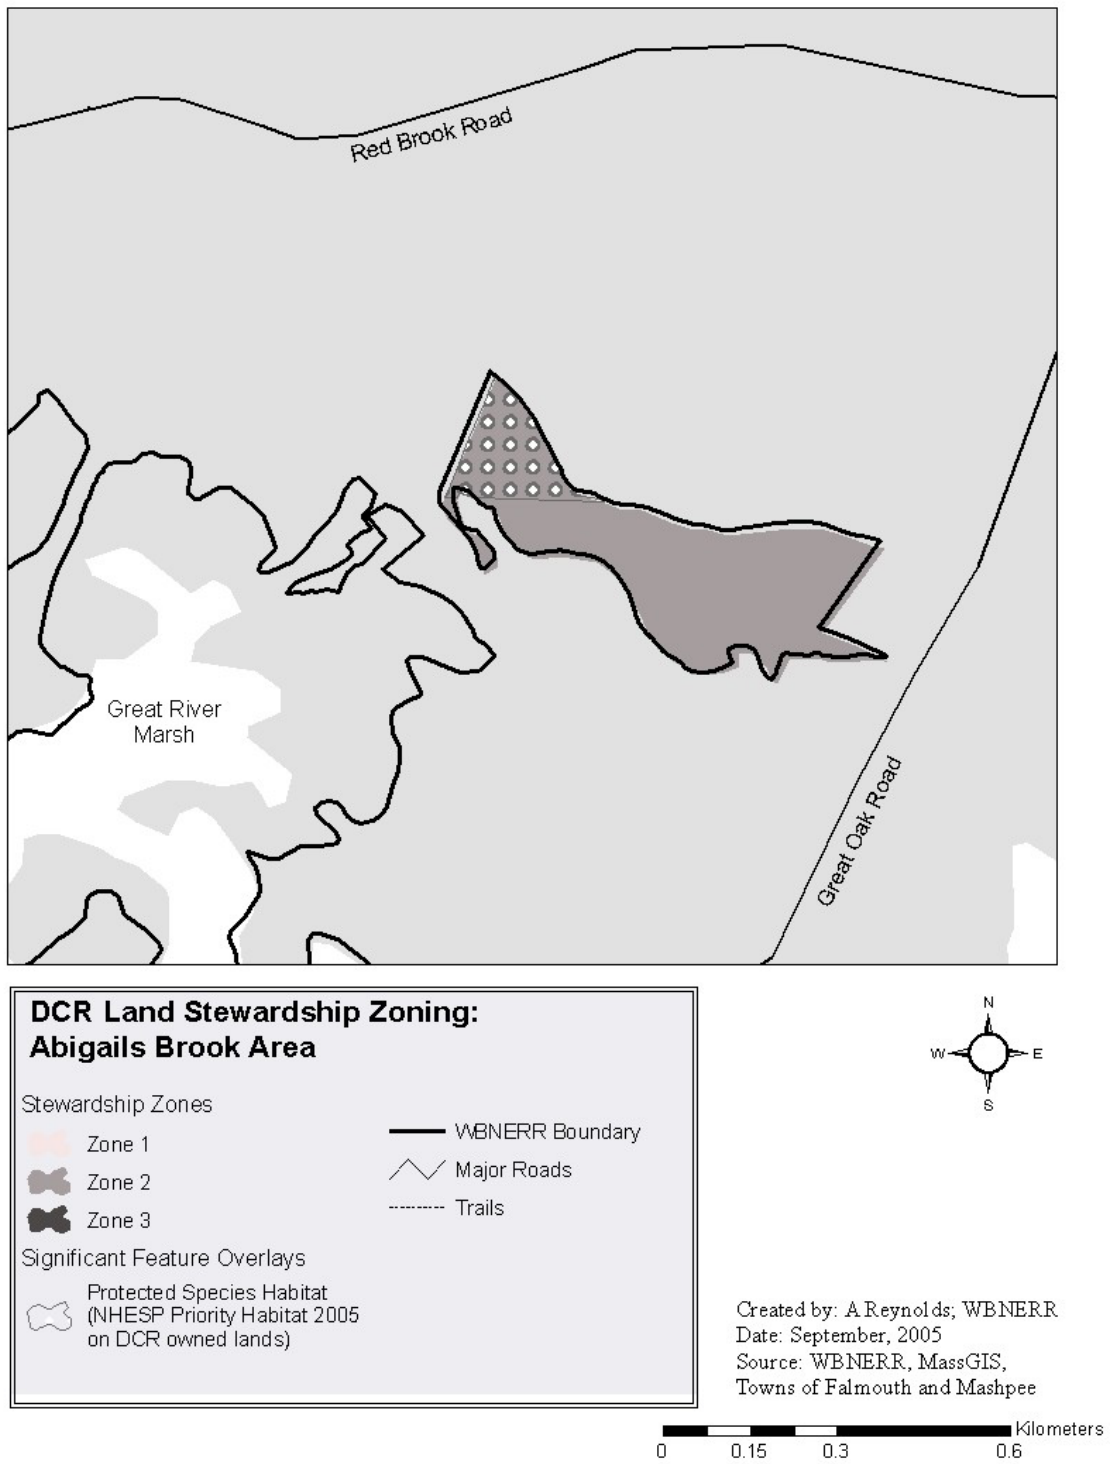 Red Brook Road
Great River
Marsh
Great Oak Road
DCR Land Stewardship Zoning:
Abigails Brook Area
Stewardship Zones
Zone 1
Zone 2
Zone 3
WBNERR Boundary
Major Roads
Trails
Significant Feature Overlays
Protected Species Habitat
(NHESP Priority Habitat 2005
on DCR owned lands)
N
W
E
S
Created by: A Reynolds; WBNERR
Date: September, 2005
Source: WBNERR, MassGIS,
Towns of Falmouth and Mashpee
Kilometers
0 0.15 0.3 0.6